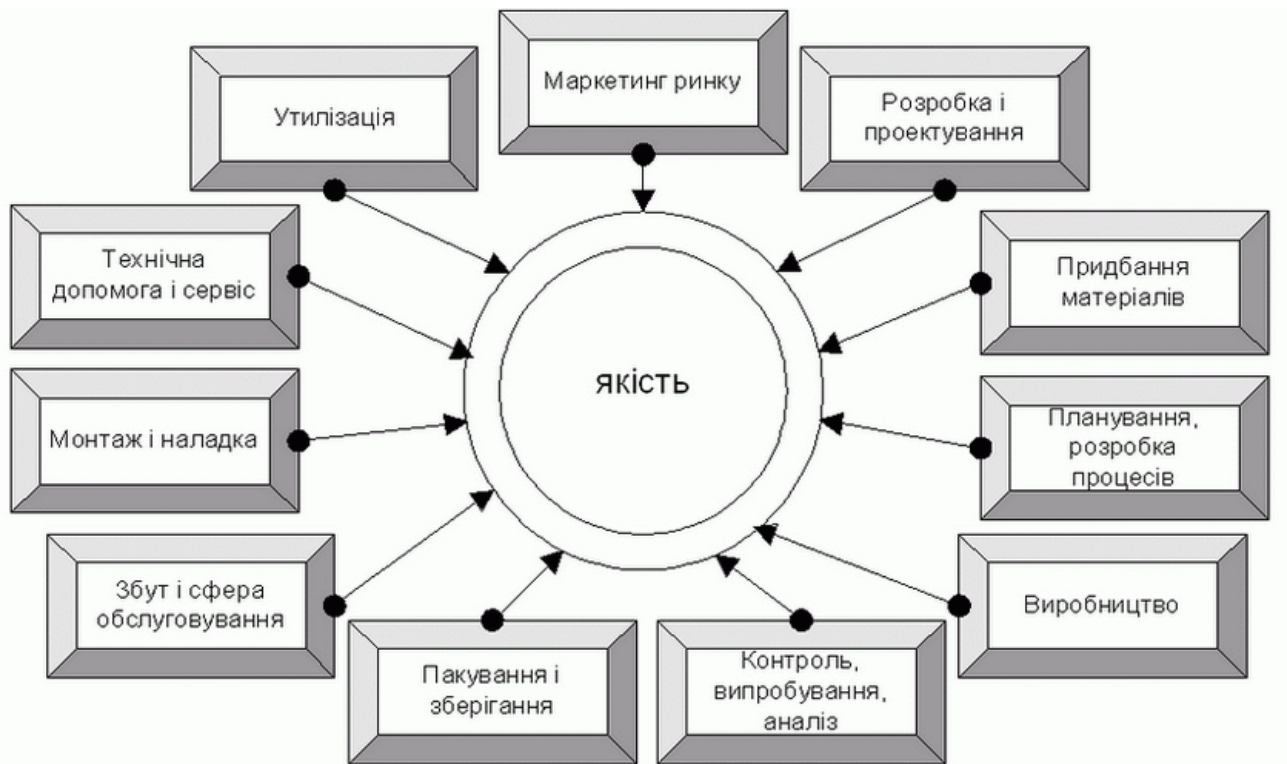 Маркетинг ринку
Розробка і
проектування
Придбання
матеріалів
Планування,
розробка
процесів
Виробництво
Контроль,
випробування,
аналіз
Пакування і
зберігання
Збут і сфера
обслуговування
Монтаж і наладка
Технічна
допомога і сервіс
Утилізація
якість